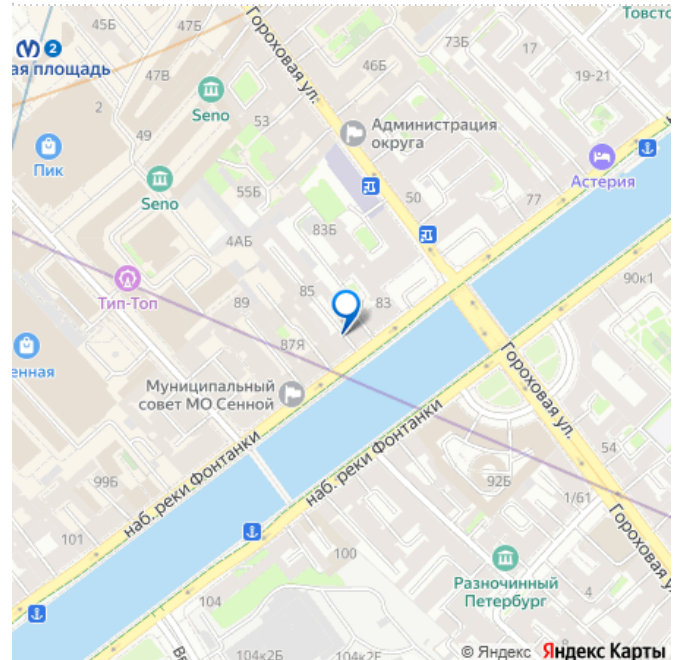 45Б
47Б
Гороховая ул.
73Б
17
Товсто
2
ая площадь
47В
46Б
19-21
2
Seno
53
Администрация
округа
49
Пик
Seno
55Б
50
77
Астерия
83Б
4АБ
90к1
Тип-Топ
89
85
83
87Я
енная
Муниципальный
совет МО Сенной
Гороховая ул.
наб. реки Фонтанки
наб. реки Фонтанки
54
99Б
92Б
1/61
101
Гороховая ул.
100
Разночинный
Петербург
4
104
8
104к2Б
© Яндекс Яндекс Карты